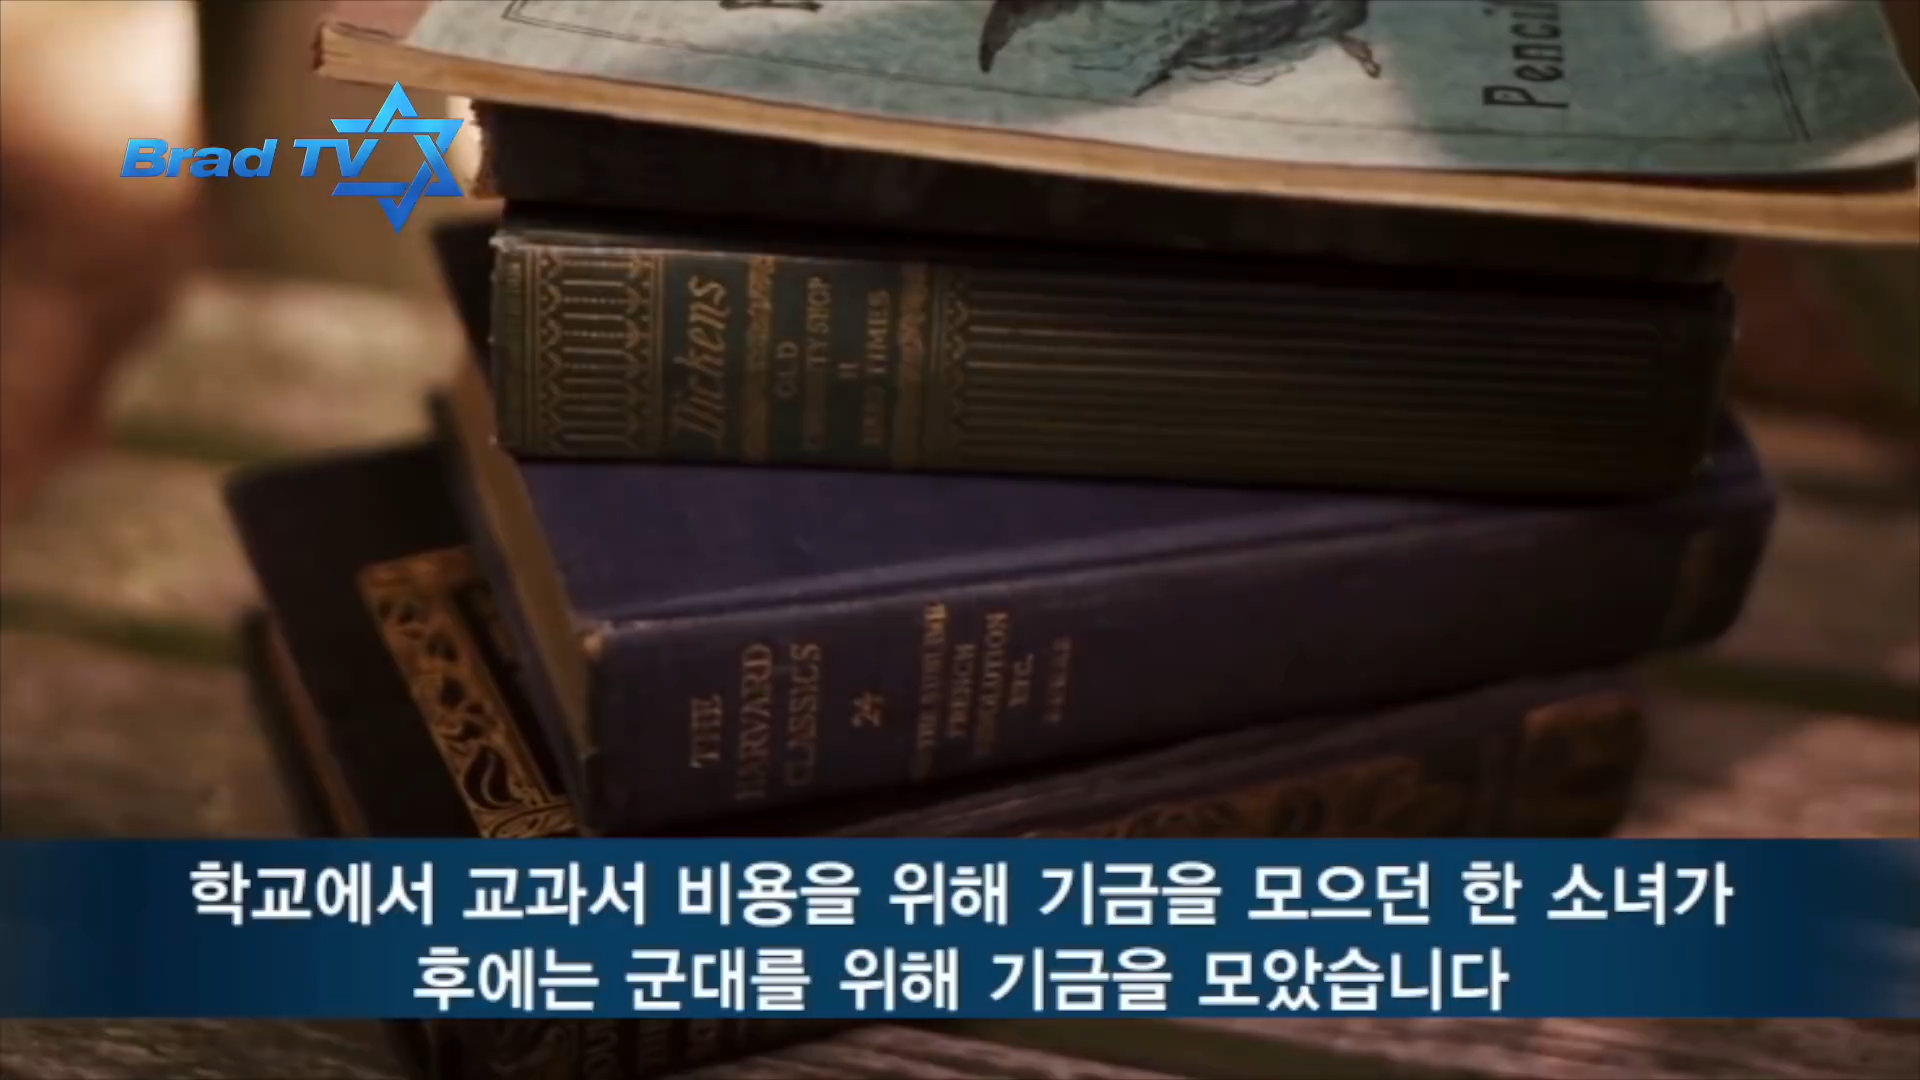 Pencil
Brad TV
Dickens
OLD
II
HARD TIMES
THE
HARVARD
CLASSICS
24
FRENCH
ETC.
학교에서 교과서 비용을 위해 기금을 모으던 한 소녀가
후에는 군대를 위해 기금을 모았습니다